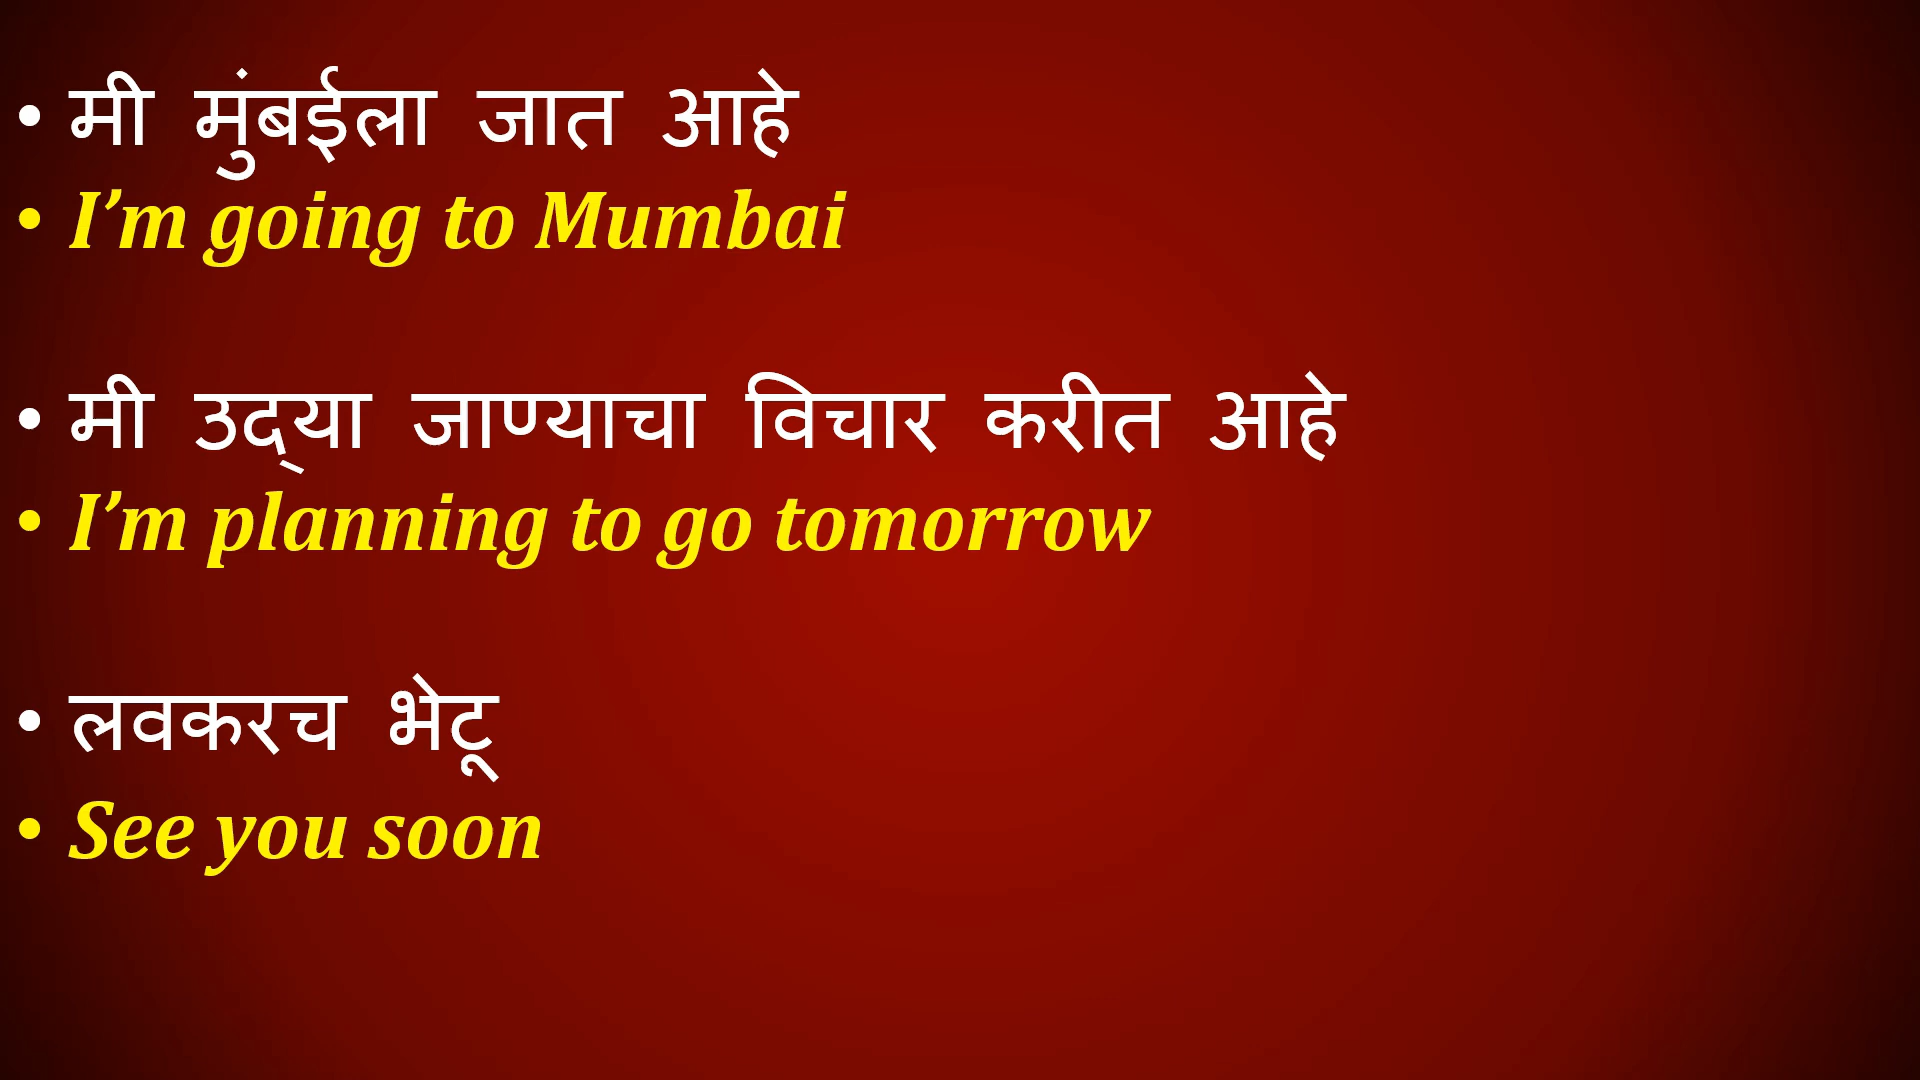 • मी मुंबईला जात आहे
• I’m going to Mumbai
• मी उद्‌या जाण्याचा विचार करीत आहे
• I’m planning to go tomorrow
• लवकरच भेटू
• See you soon